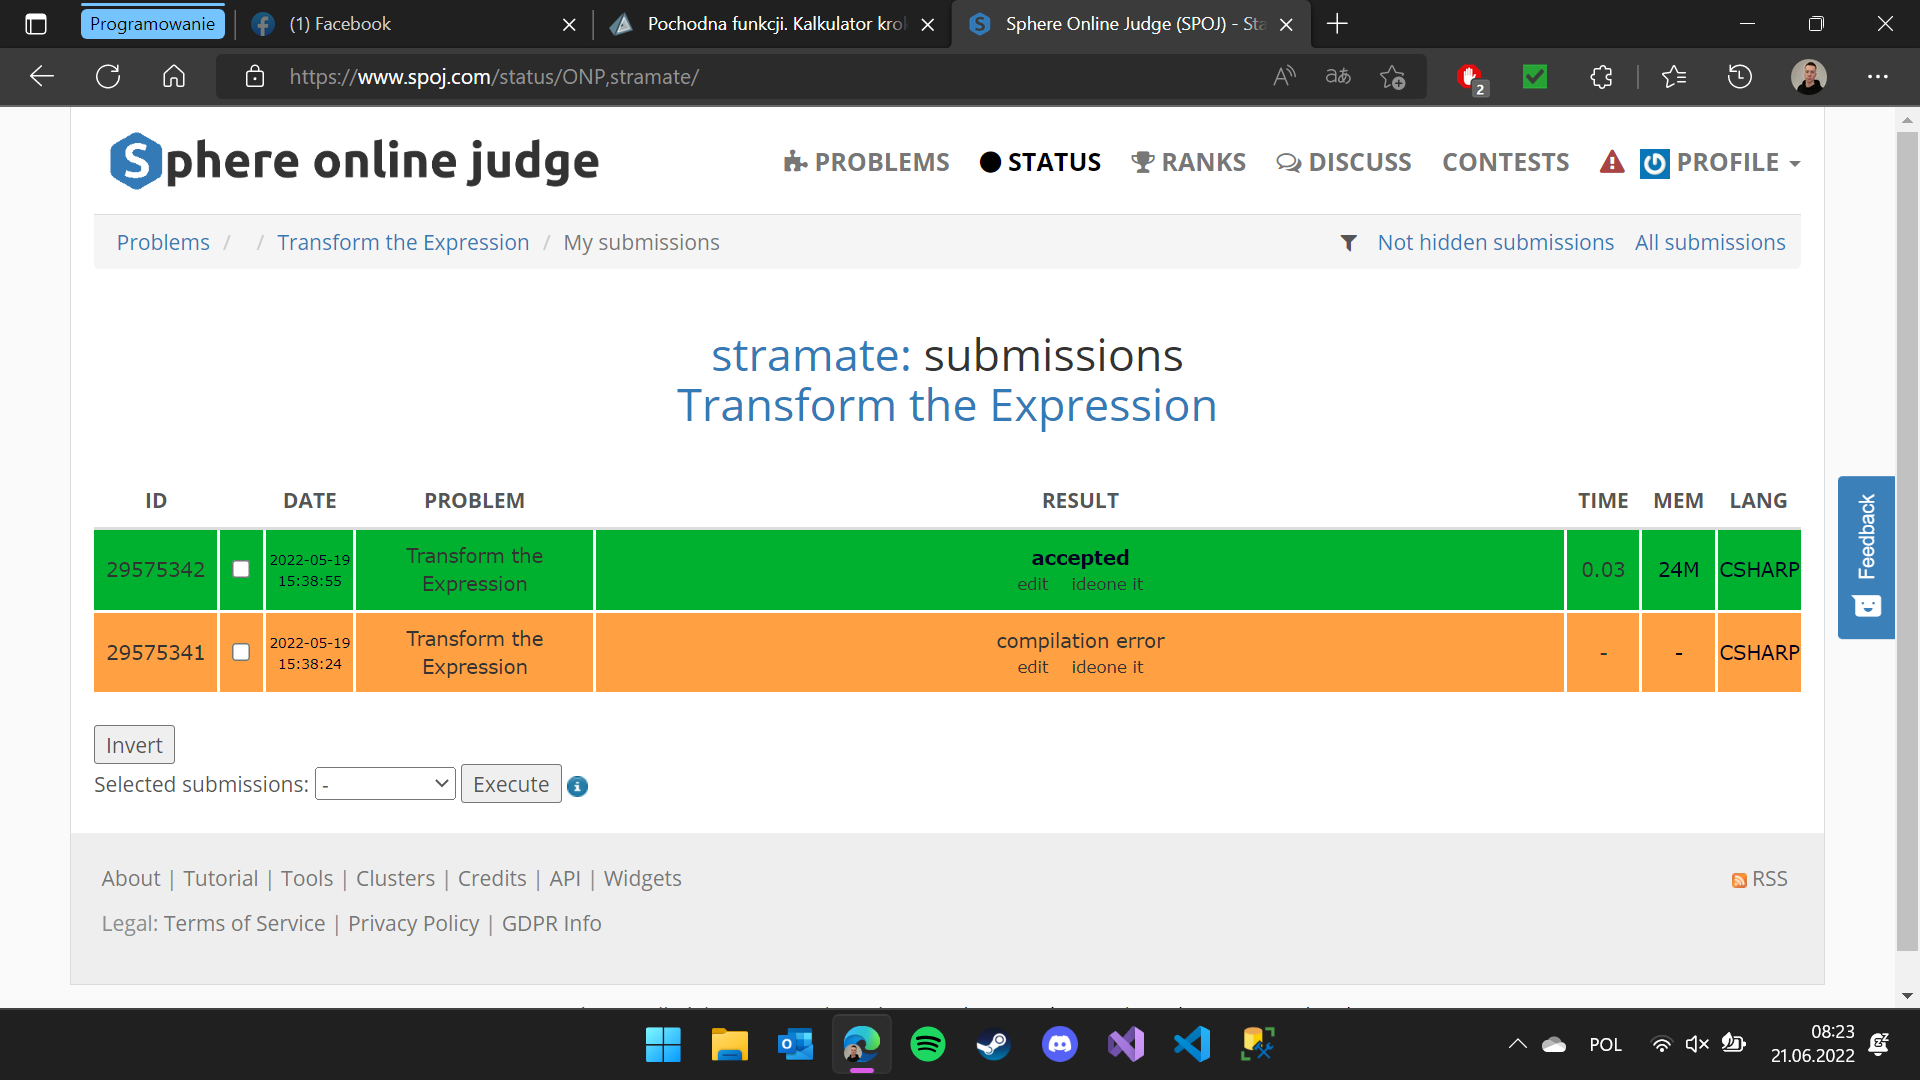 Programowanie
(1) Facebook
Pochodna funkcji. Kalkulator kro
Sphere Online Judge (SPOJ) - Sta
https://www.spoj.com/status/ONP,stramate/
2
Sphere online judge
PROBLEMS
STATUS
RANKS
DISCUSS
CONTESTS
PROFILE
Problems / / Transform the Expression / My submissions
Not hidden submissions
All submissions
stramate: submissions
Transform the Expression
ID DATE PROBLEM RESULT TIME MEM LANG
29575342 2022-05-19 15:38:55 Transform the Expression accepted edit ideone it 0.03 24M CSHARP
29575341 2022-05-19 15:38:24 Transform the Expression compilation error edit ideone it - - CSHARP
Feedback
Invert
Selected submissions: - Execute
About | Tutorial | Tools | Clusters | Credits | API | Widgets
RSS
Legal: Terms of Service | Privacy Policy | GDPR Info
POL
08:23
21.06.2022